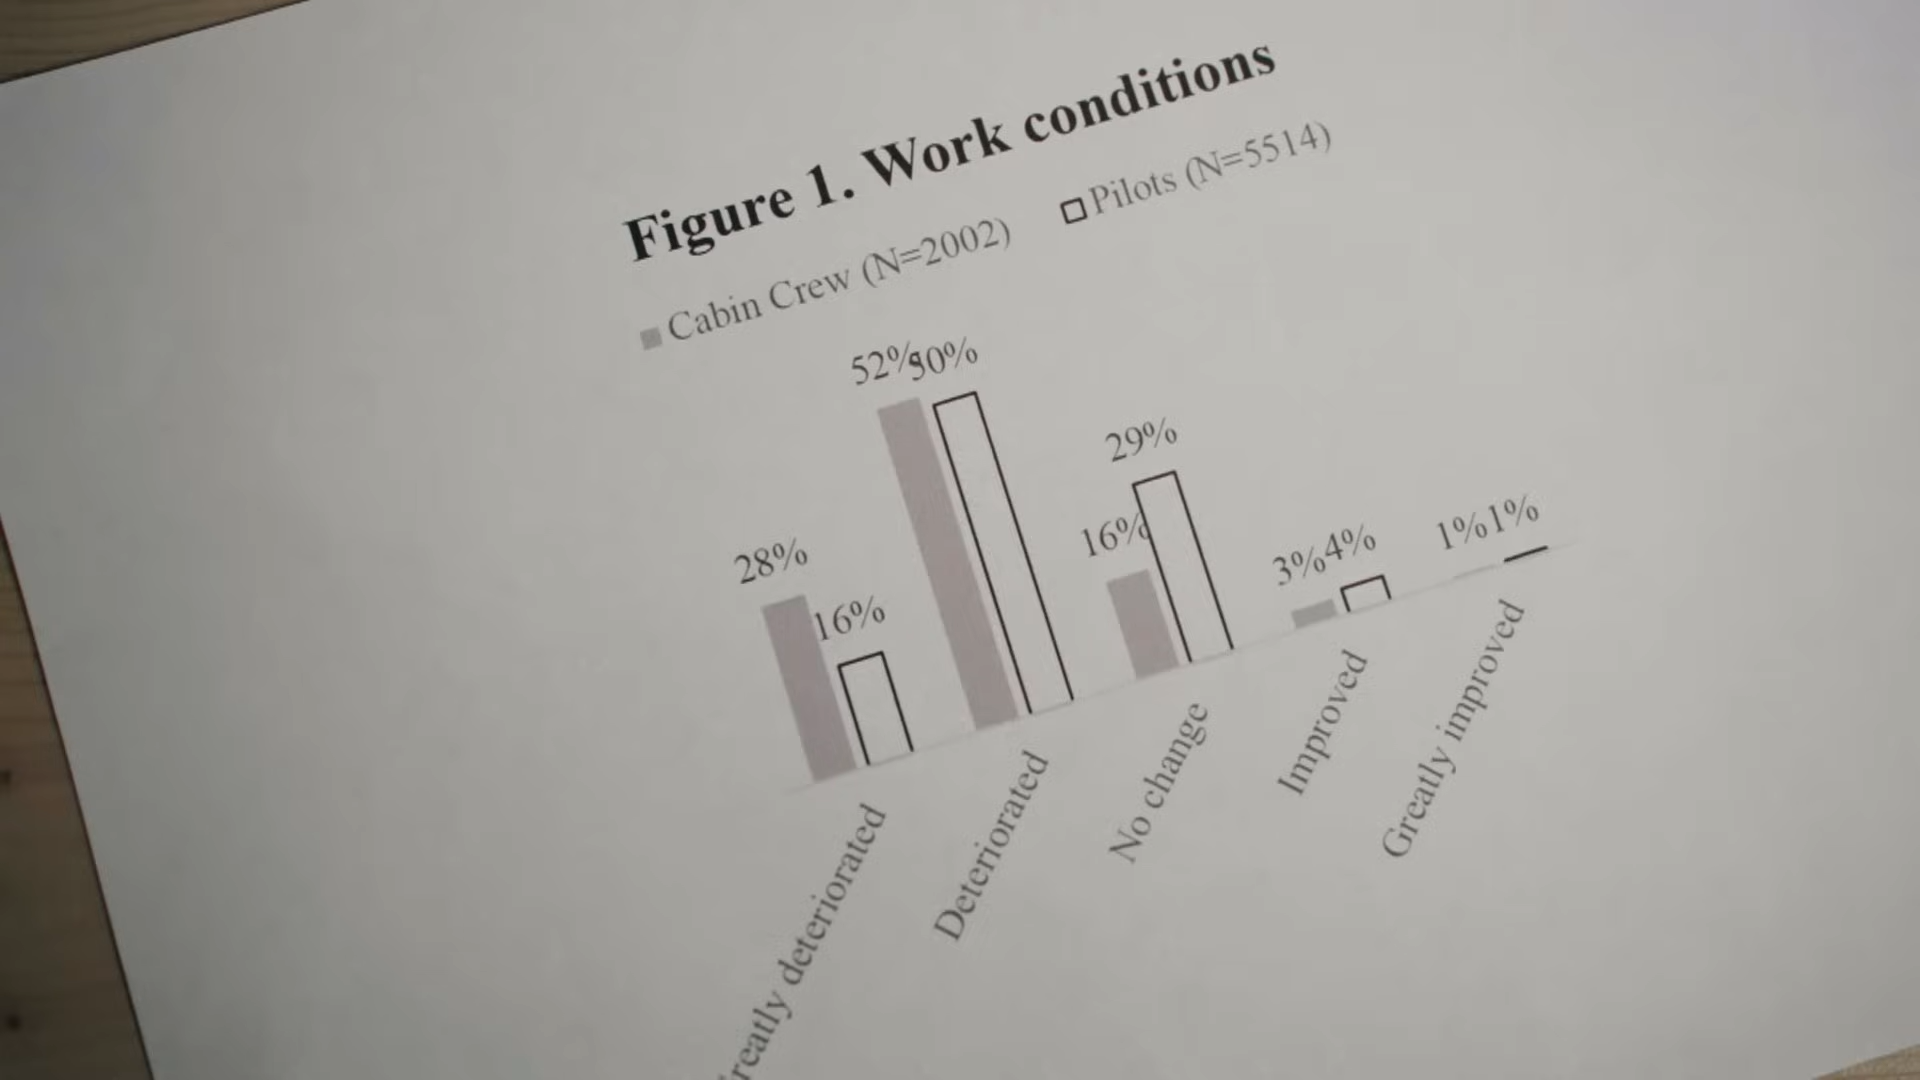 Figure 1. Work conditions
Cabin Crew (N=2002) Pilots (N=5514)
28% 16% 52% 50% 16% 29% 3% 4% 1% 1%
deteriorated
Deteriorated
No change
Improved
Greatly improved